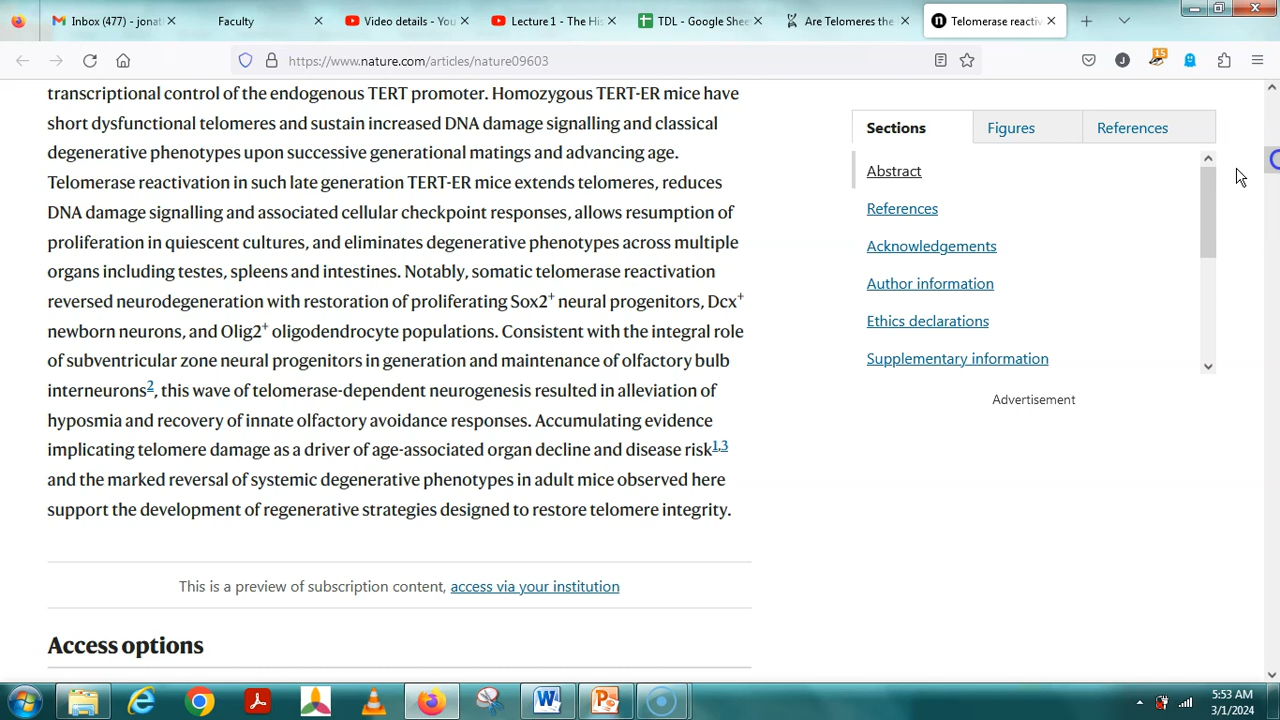 Inbox (477) - jonat
Faculty
Video details - You
Lecture 1 - The His
TDL - Google Shee
Are Telomeres the
Telomerase reactiv
15
https://www.nature.com/articles/nature09603
transcriptional control of the endogenous TERT promoter. Homozygous TERT-ER mice have
short dysfunctional telomeres and sustain increased DNA damage signalling and classical
degenerative phenotypes upon successive generational matings and advancing age.
Telomerase reactivation in such late generation TERT-ER mice extends telomeres, reduces
DNA damage signalling and associated cellular checkpoint responses, allows resumption of
proliferation in quiescent cultures, and eliminates degenerative phenotypes across multiple
organs including testes, spleens and intestines. Notably, somatic telomerase reactivation
reversed neurodegeneration with restoration of proliferating Sox2+ neural progenitors, Dcx+
newborn neurons, and Olig2+ oligodendrocyte populations. Consistent with the integral role
of subventricular zone neural progenitors in generation and maintenance of olfactory bulb
interneurons2, this wave of telomerase-dependent neurogenesis resulted in alleviation of
hyposmia and recovery of innate olfactory avoidance responses. Accumulating evidence
implicating telomere damage as a driver of age-associated organ decline and disease risk1,3
and the marked reversal of systemic degenerative phenotypes in adult mice observed here
support the development of regenerative strategies designed to restore telomere integrity.
This is a preview of subscription content, access via your institution
Access options
Sections
Figures
References
Abstract
References
Acknowledgements
Author information
Ethics declarations
Supplementary information
Advertisement
5:53 AM
3/1/2024